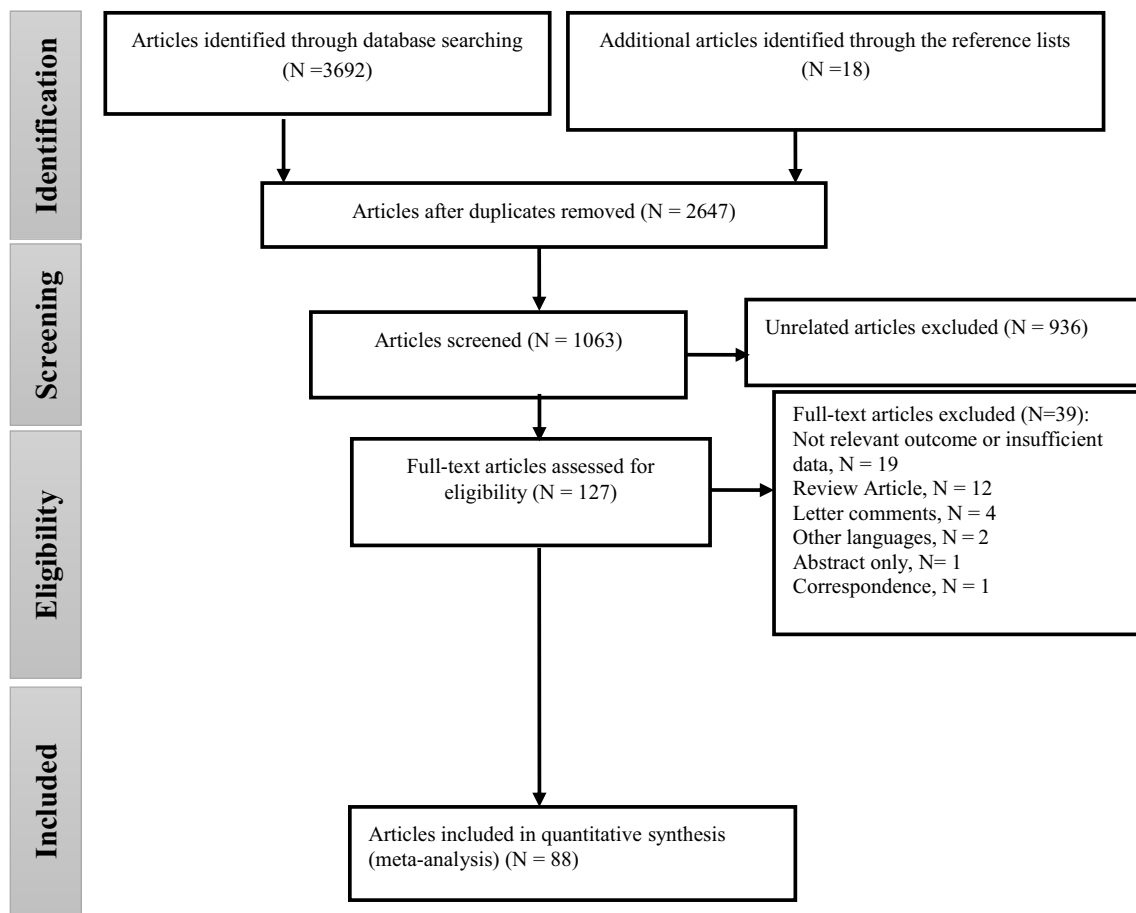 Identification
Articles identified through database searching
(N =3692)
Additional articles identified through the reference lists
(N =18)
Articles after duplicates removed (N = 2647)
Screening
Articles screened (N = 1063)
Unrelated articles excluded (N = 936)
Eligibility
Full-text articles assessed for
eligibility (N = 127)
Full-text articles excluded (N=39):
Not relevant outcome or insufficient
data, N = 19
Review Article, N = 12
Letter comments, N = 4
Other languages, N = 2
Abstract only, N= 1
Correspondence, N = 1
Included
Articles included in quantitative synthesis
(meta-analysis) (N = 88)